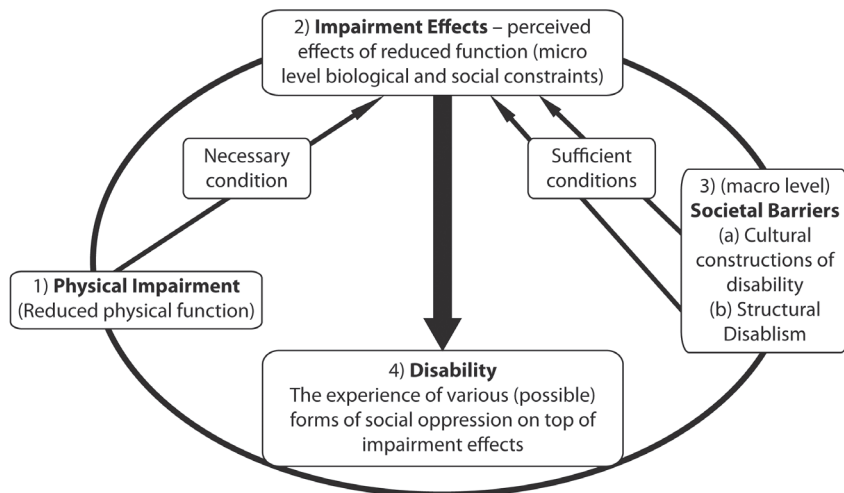 2) Impairment Effects – perceived
effects of reduced function (micro
level biological and social constraints)
Necessary
condition
Sufficient
conditions
3) (macro level)
Societal Barriers
(a) Cultural
constructions of
disability
(b) Structural
Disablism
1) Physical Impairment
(Reduced physical function)
4) Disability
The experience of various (possible)
forms of social oppression on top of
impairment effects